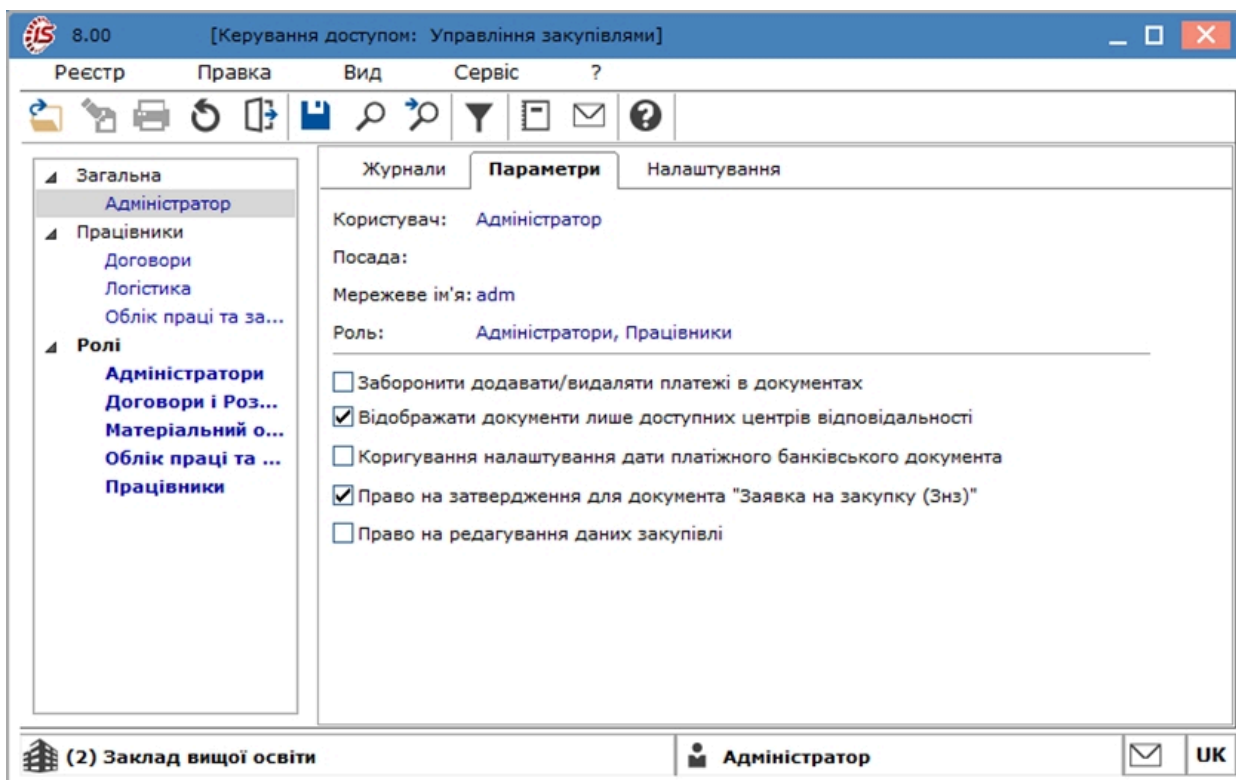 iS 8.00 [Керування доступом: Управління закупівлями]
Реєстр Правка Вид Сервіс ?
Загальна
Адміністратор
Працівники
Договори
Логістика
Облік праці та за...
Ролі
Адміністратори
Договори і Роз...
Матеріальний о...
Облік праці та ...
Працівники
Журнали Параметри Налаштування
Користувач: Адміністратор
Посада:
Мережеве ім'я: adm
Роль: Адміністратори, Працівники
Заборонити додавати/видаляти платежі в документах
Відображати документи лише доступних центрів відповідальності
Коригування налаштування дати платіжного банківського документа
Право на затвердження для документа "Заявка на закупку (Знз)"
Право на редагування даних закупівлі
(2) Заклад вищої освіти Адміністратор UK